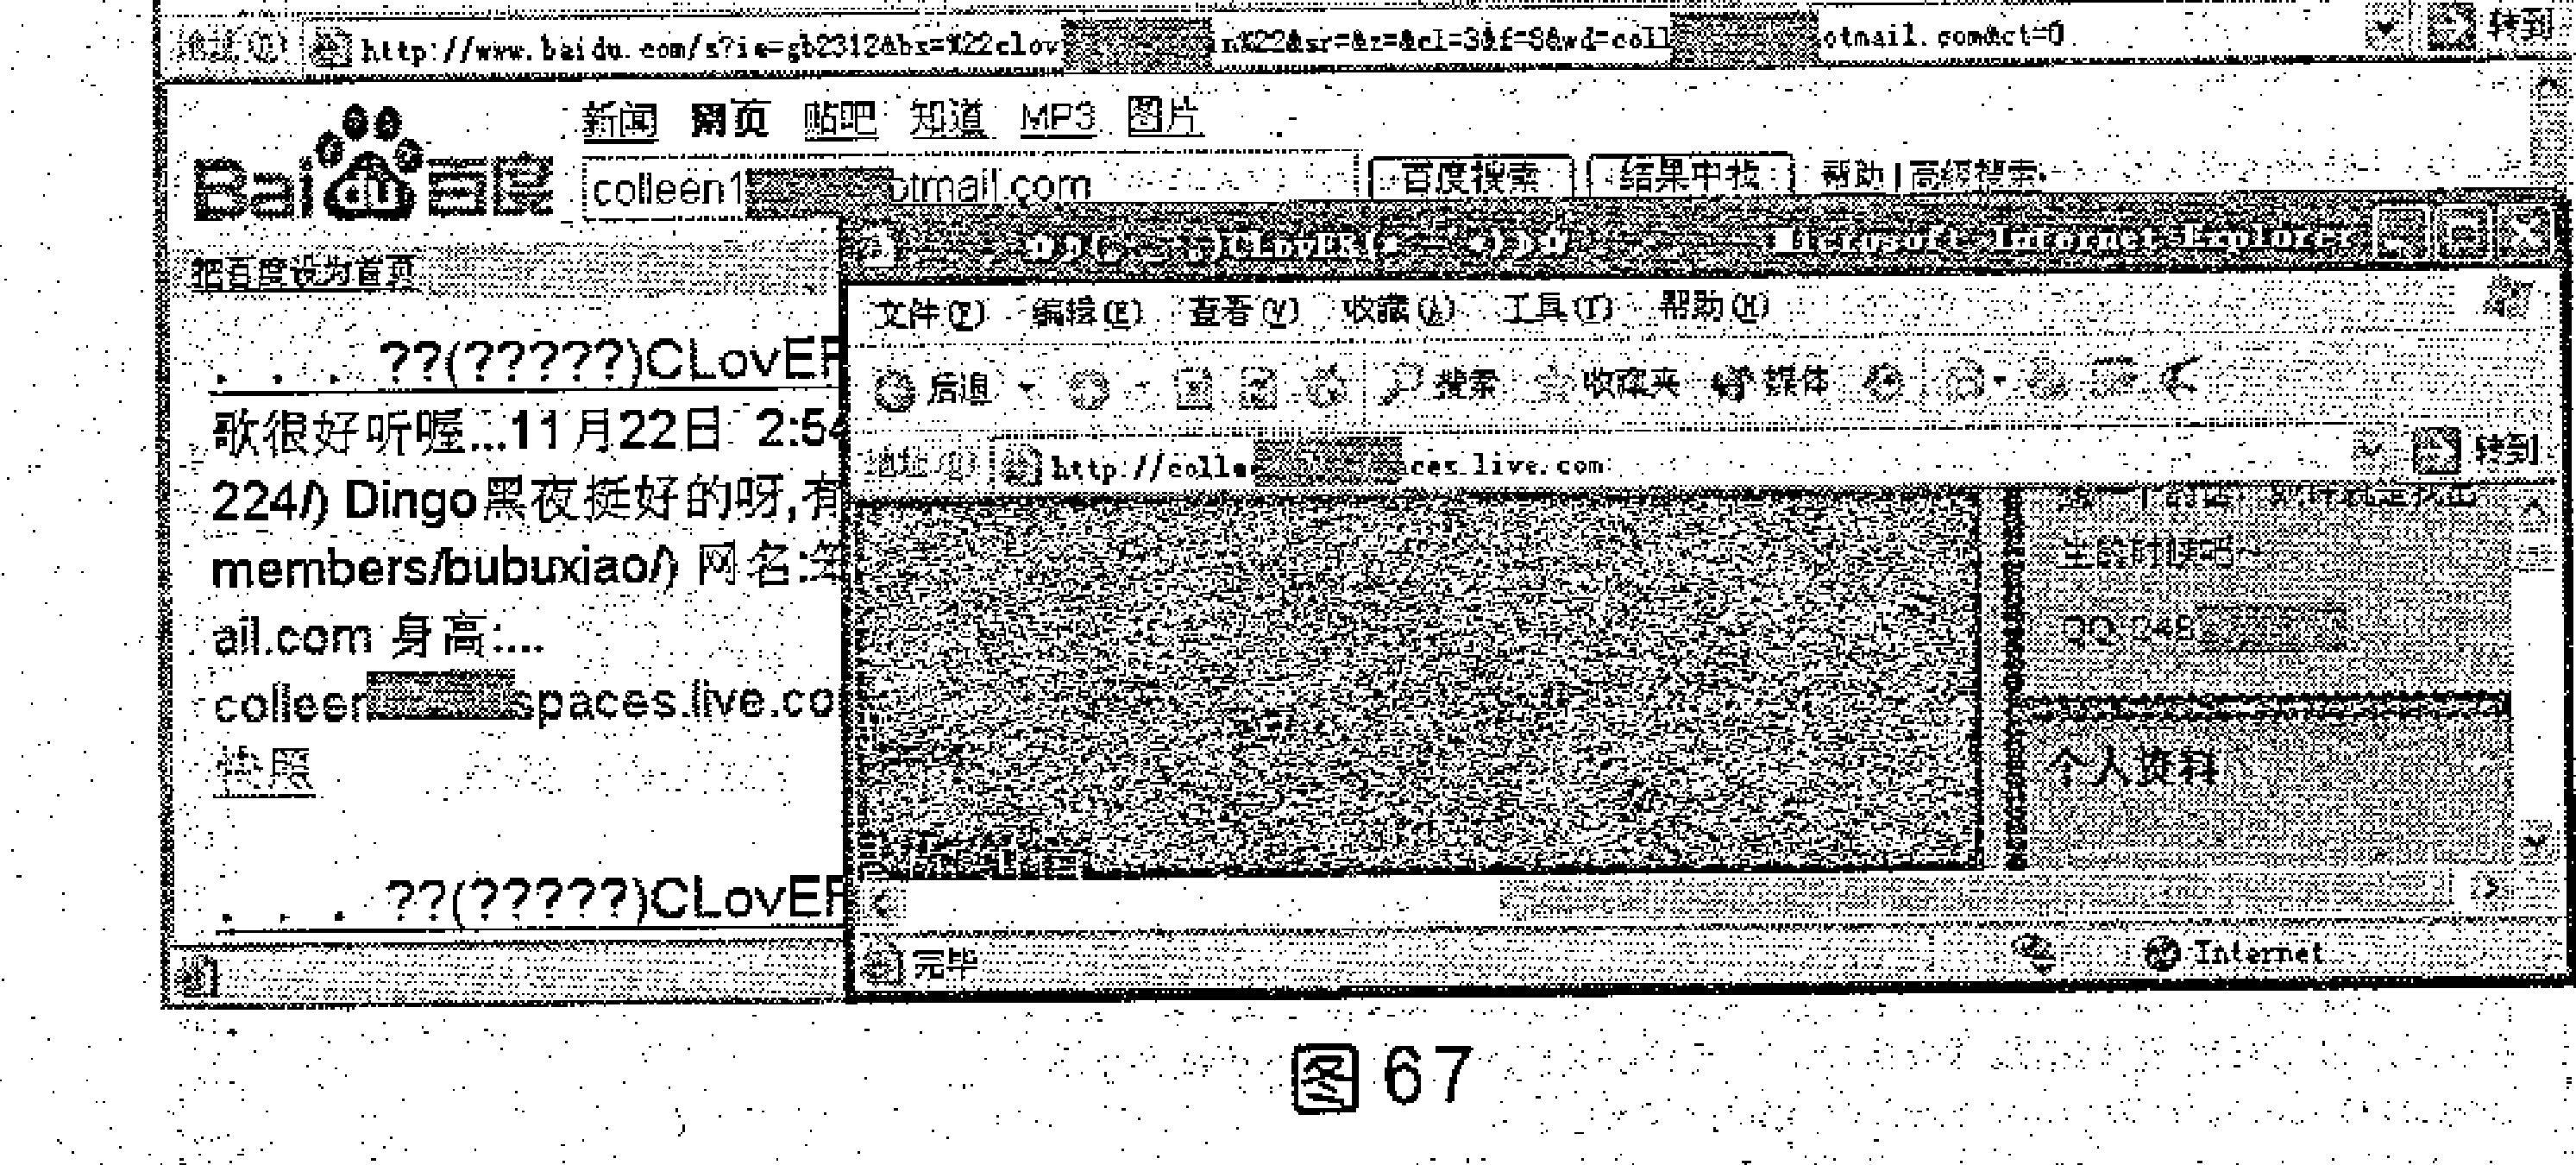 地址(D) http://www.baidu.com/s?ie=gb2312&bs=%22clov in%22&sr=&z=&cl=3&f=8&wd=coll otmail.com&ct=0 转到
新闻 网页 贴吧 知道 MP3 图片
Bai du 百度 colleen1 otmail.com 百度搜索 结果中找 帮助 | 高级搜索
把百度设为首页
. . . ??(?????)CLovER
歌很好听喔...11月22日 2:54
224/) Dingo黑夜挺好的呀,有
members/bubuxiao/) 网名:笨
ail.com 身高:...
colleen spaces.live.co
快照
. . . ??(?????)CLovER
CLovER Microsoft Internet Explorer
文件(F) 编辑(E) 查看(V) 收藏(A) 工具(T) 帮助(H)
后退 搜索 收藏夹 媒体
地址(D) http://colle ces.live.com 转到
QQ:248
个人资料
完毕 Internet
图 67